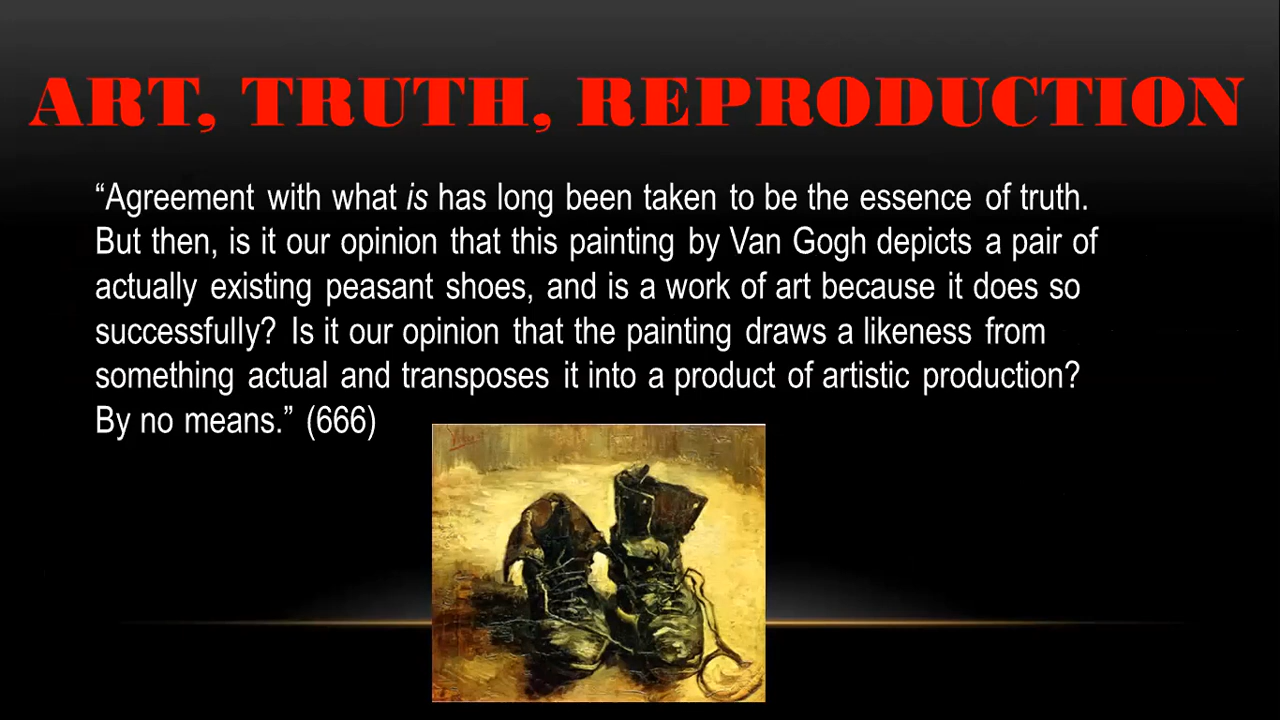 ART, TRUTH, REPRODUCTION
“Agreement with what is has long been taken to be the essence of truth.
But then, is it our opinion that this painting by Van Gogh depicts a pair of
actually existing peasant shoes, and is a work of art because it does so
successfully? Is it our opinion that the painting draws a likeness from
something actual and transposes it into a product of artistic production?
By no means.” (666)